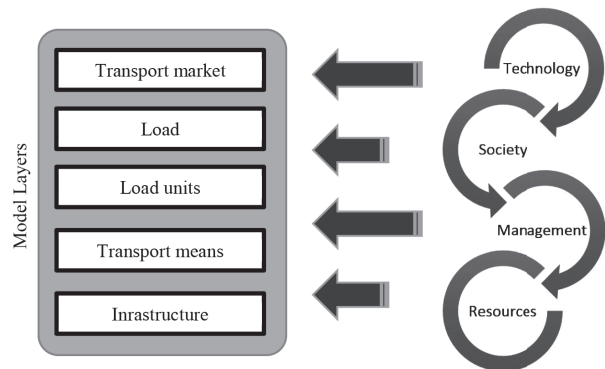 Model Layers
Transport market
Load
Load units
Transport means
Inrastructure
Technology
Society
Management
Resources